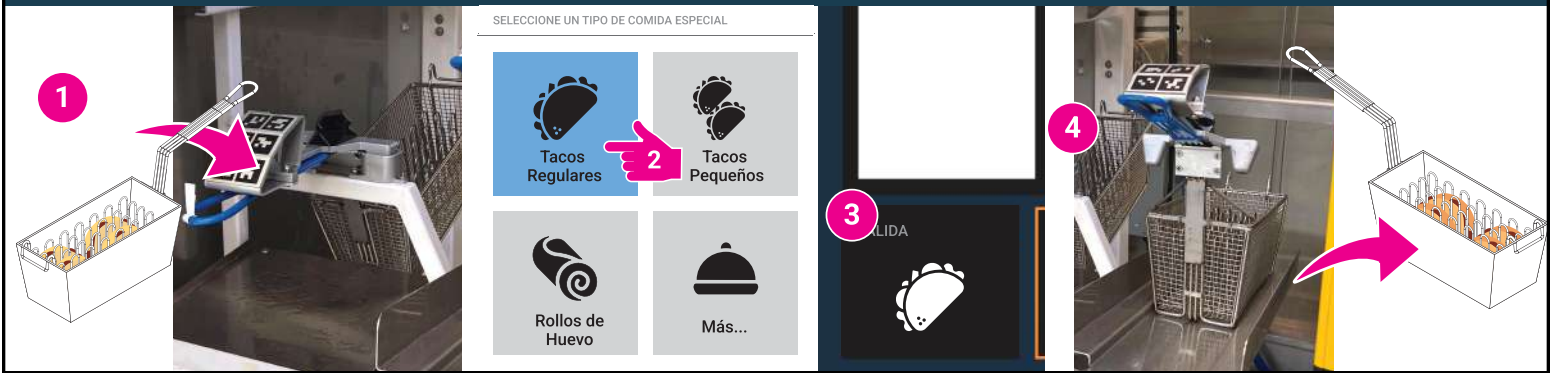 1
SELECCIONE UN TIPO DE COMIDA ESPECIAL
Tacos
Regulares
2
Tacos
Pequeños
Rollos de
Huevo
Más...
3
ALIDA
4